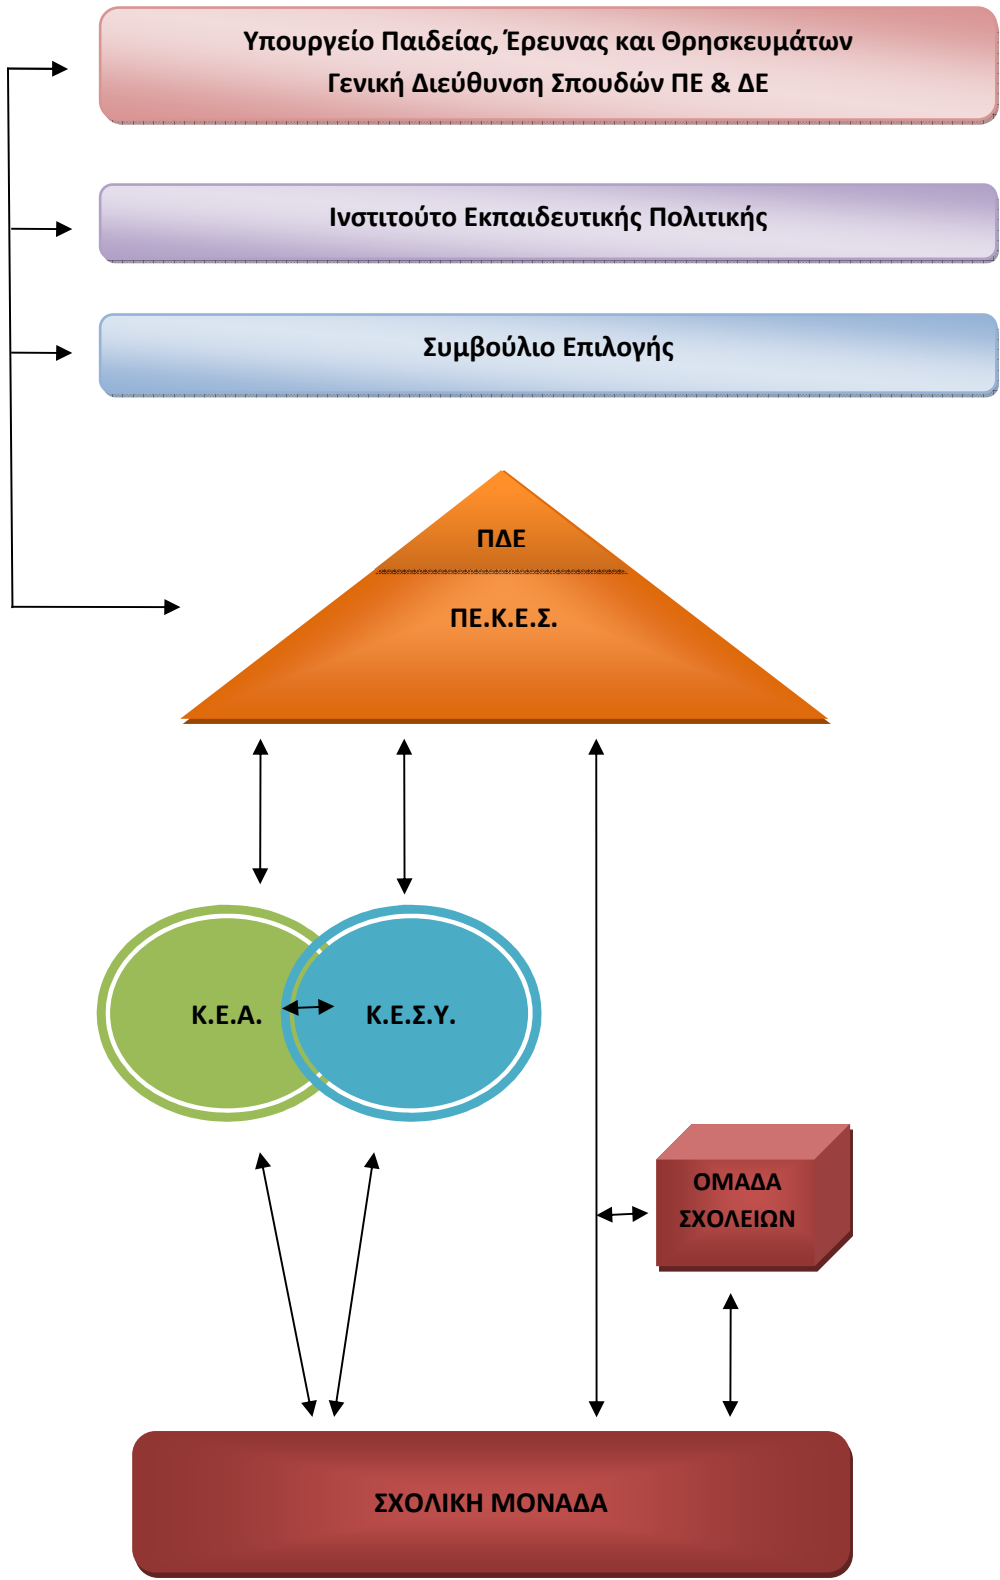 Υπουργείο Παιδείας, Έρευνας και Θρησκευμάτων
Γενική Διεύθυνση Σπουδών ΠΕ & ΔΕ
Ινστιτούτο Εκπαιδευτικής Πολιτικής
Συμβούλιο Επιλογής
ΠΔΕ
ΠΕ.Κ.Ε.Σ.
Κ.Ε.Α.
Κ.Ε.Σ.Υ.
ΟΜΑΔΑ
ΣΧΟΛΕΙΩΝ
ΣΧΟΛΙΚΗ ΜΟΝΑΔΑ